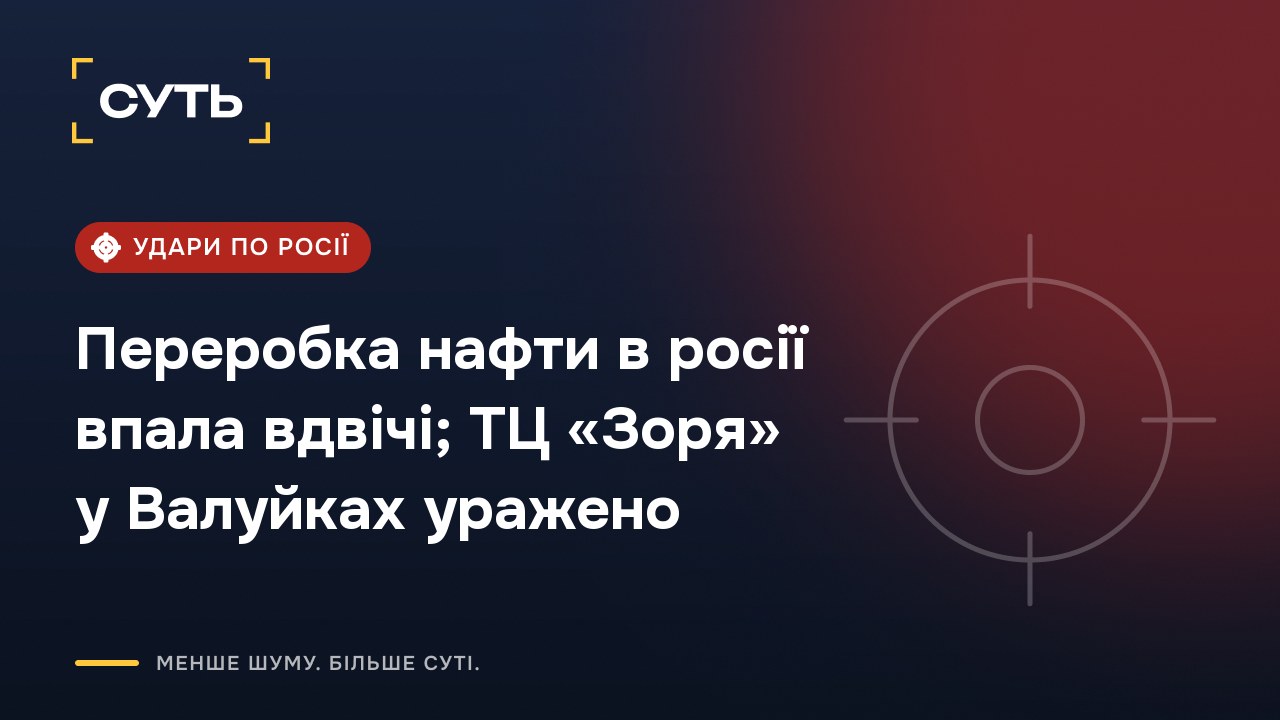 СУТЬ
УДАРИ ПО РОСІЇ
Переробка нафти в росії
впала вдвічі; ТЦ «Зоря»
у Валуйках уражено
МЕНШЕ ШУМУ. БІЛЬШЕ СУТІ.